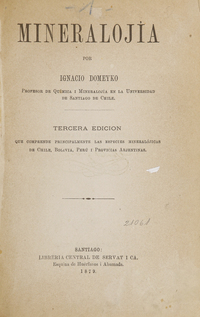 MINERALOJÍA
POR
IGNACIO DOMEYKO
PROFESOR DE QUÍMICA I MINERALOJIA EN LA UNIVERSIDAD
DE SANTIAGO DE CHILE.
TERCERA EDICION
QUE COMPRENDE PRINCIPALMENTE LAS ESPECIES MINERALÓJICAS
DE CHILE, BOLIVIA, PERÚ I PROVINCIAS ARJENTINAS.
SANTIAGO:
LIBRERÍA CENTRAL DE SERVAT I CA.
Esquina de Huérfanos i Ahumada.
1879.